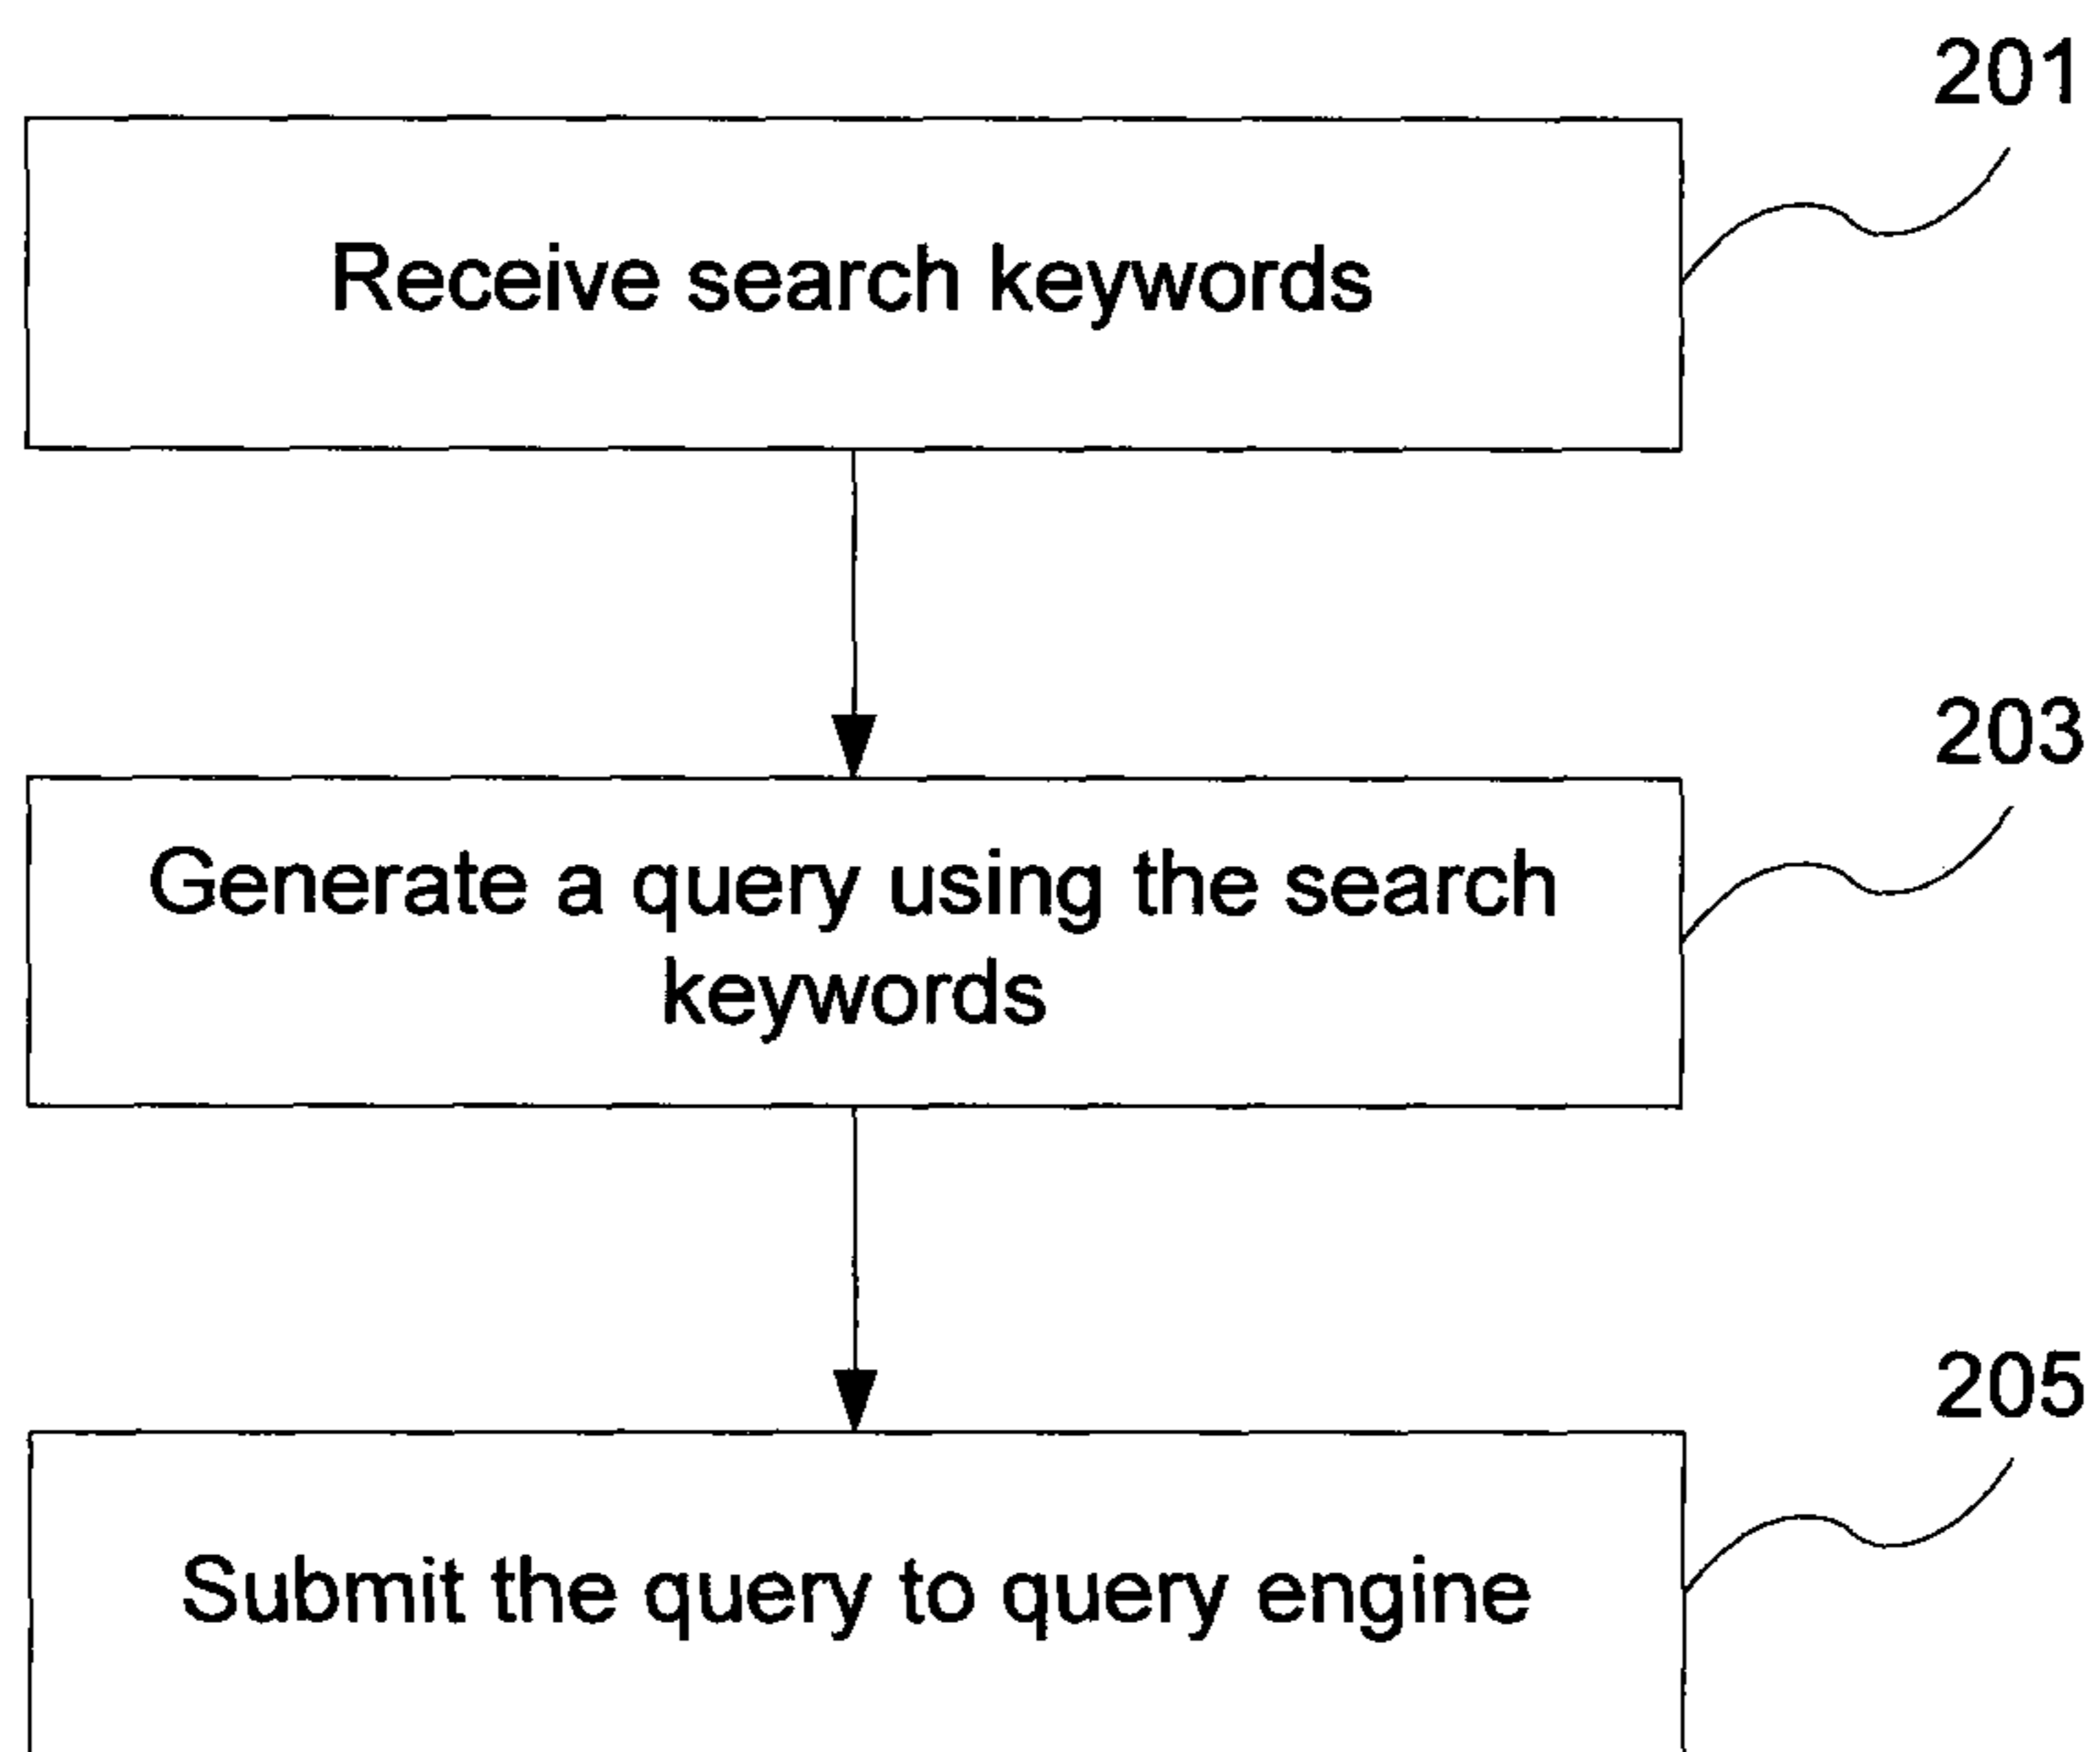 201
Receive search keywords
203
Generate a query using the search
keywords
205
Submit the query to query engine